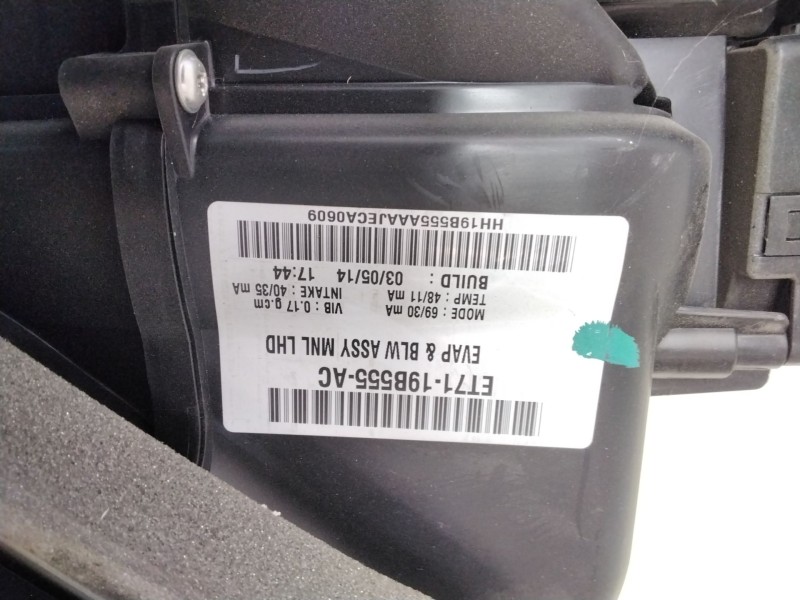 ET71-19B555-AC
EVAP & BLW ASSY MNL LHD
MODE : 69/30 mA VIB : 0.17 g.cm
TEMP : 48/11 mA INTAKE : 40/35 mA
BUILD : 03/05/14 17:44
HH19B555AAAJECA0609